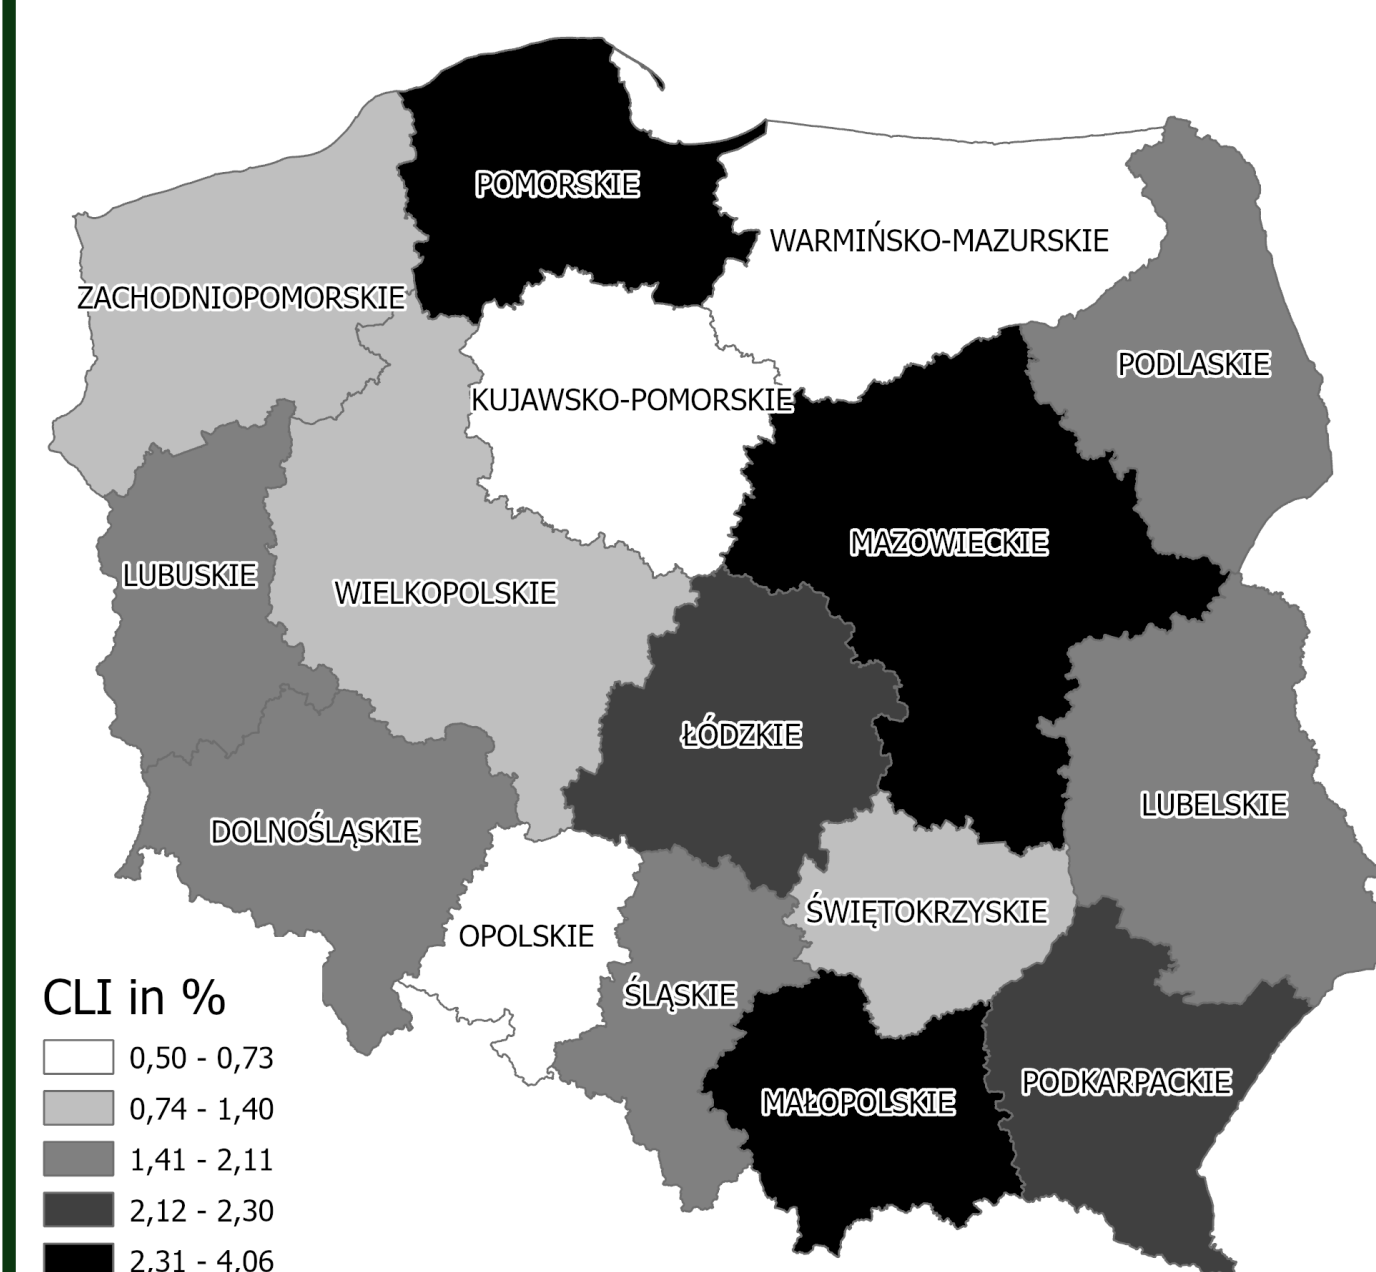 POMORSKIE
WARMIŃSKO-MAZURSKIE
ZACHODNIOPOMORSKIE
PODLASKIE
KUJAWSKO-POMORSKIE
MAZOWIECKIE
LUBUSKIE
WIELKOPOLSKIE
ŁÓDZKIE
LUBELSKIE
DOLNOŚLĄSKIE
ŚWIĘTOKRZYSKIE
OPOLSKIE
ŚLĄSKIE
PODKARPACKIE
MAŁOPOLSKIE
CLI in %
0,50 - 0,73
0,74 - 1,40
1,41 - 2,11
2,12 - 2,30
2,31 - 4,06